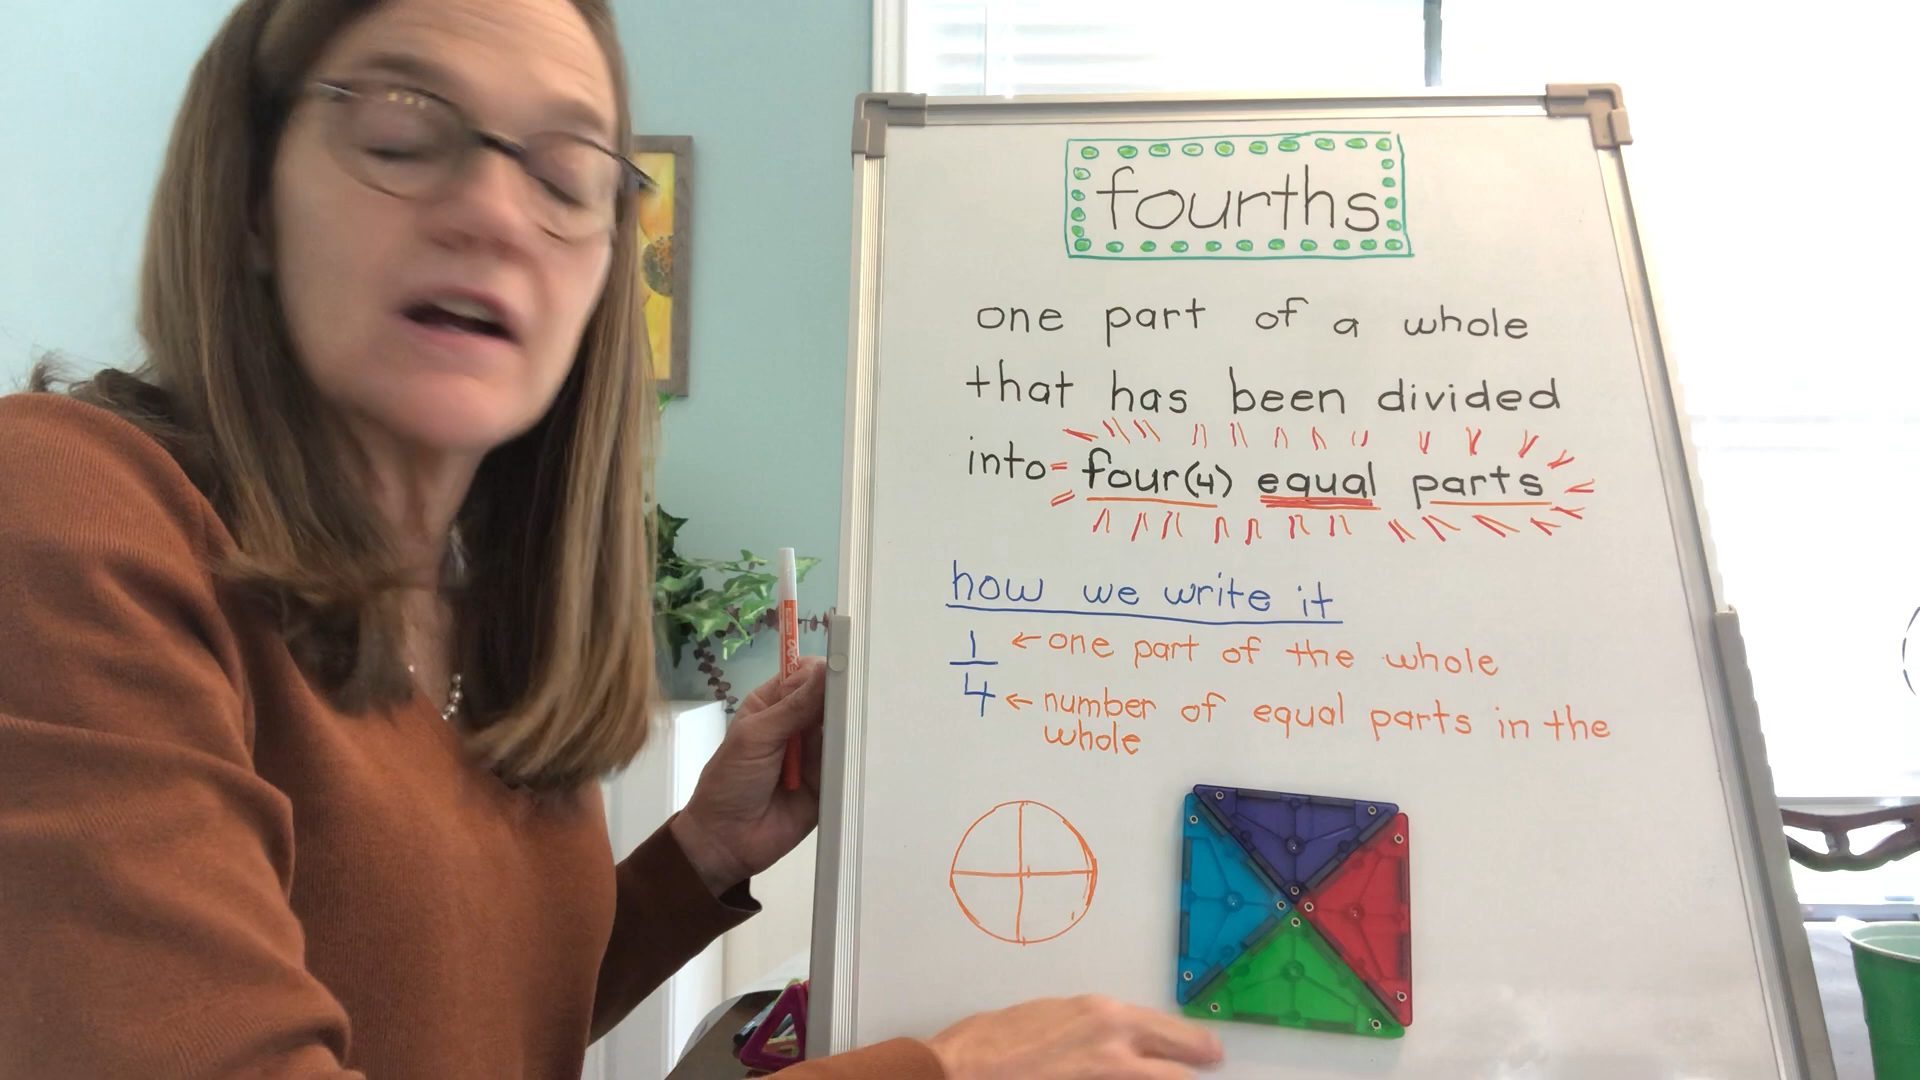 fourths
one part of a whole
that has been divided
into four(4) equal parts
how we write it
1 ← one part of the whole
4 ← number of equal parts in the
whole